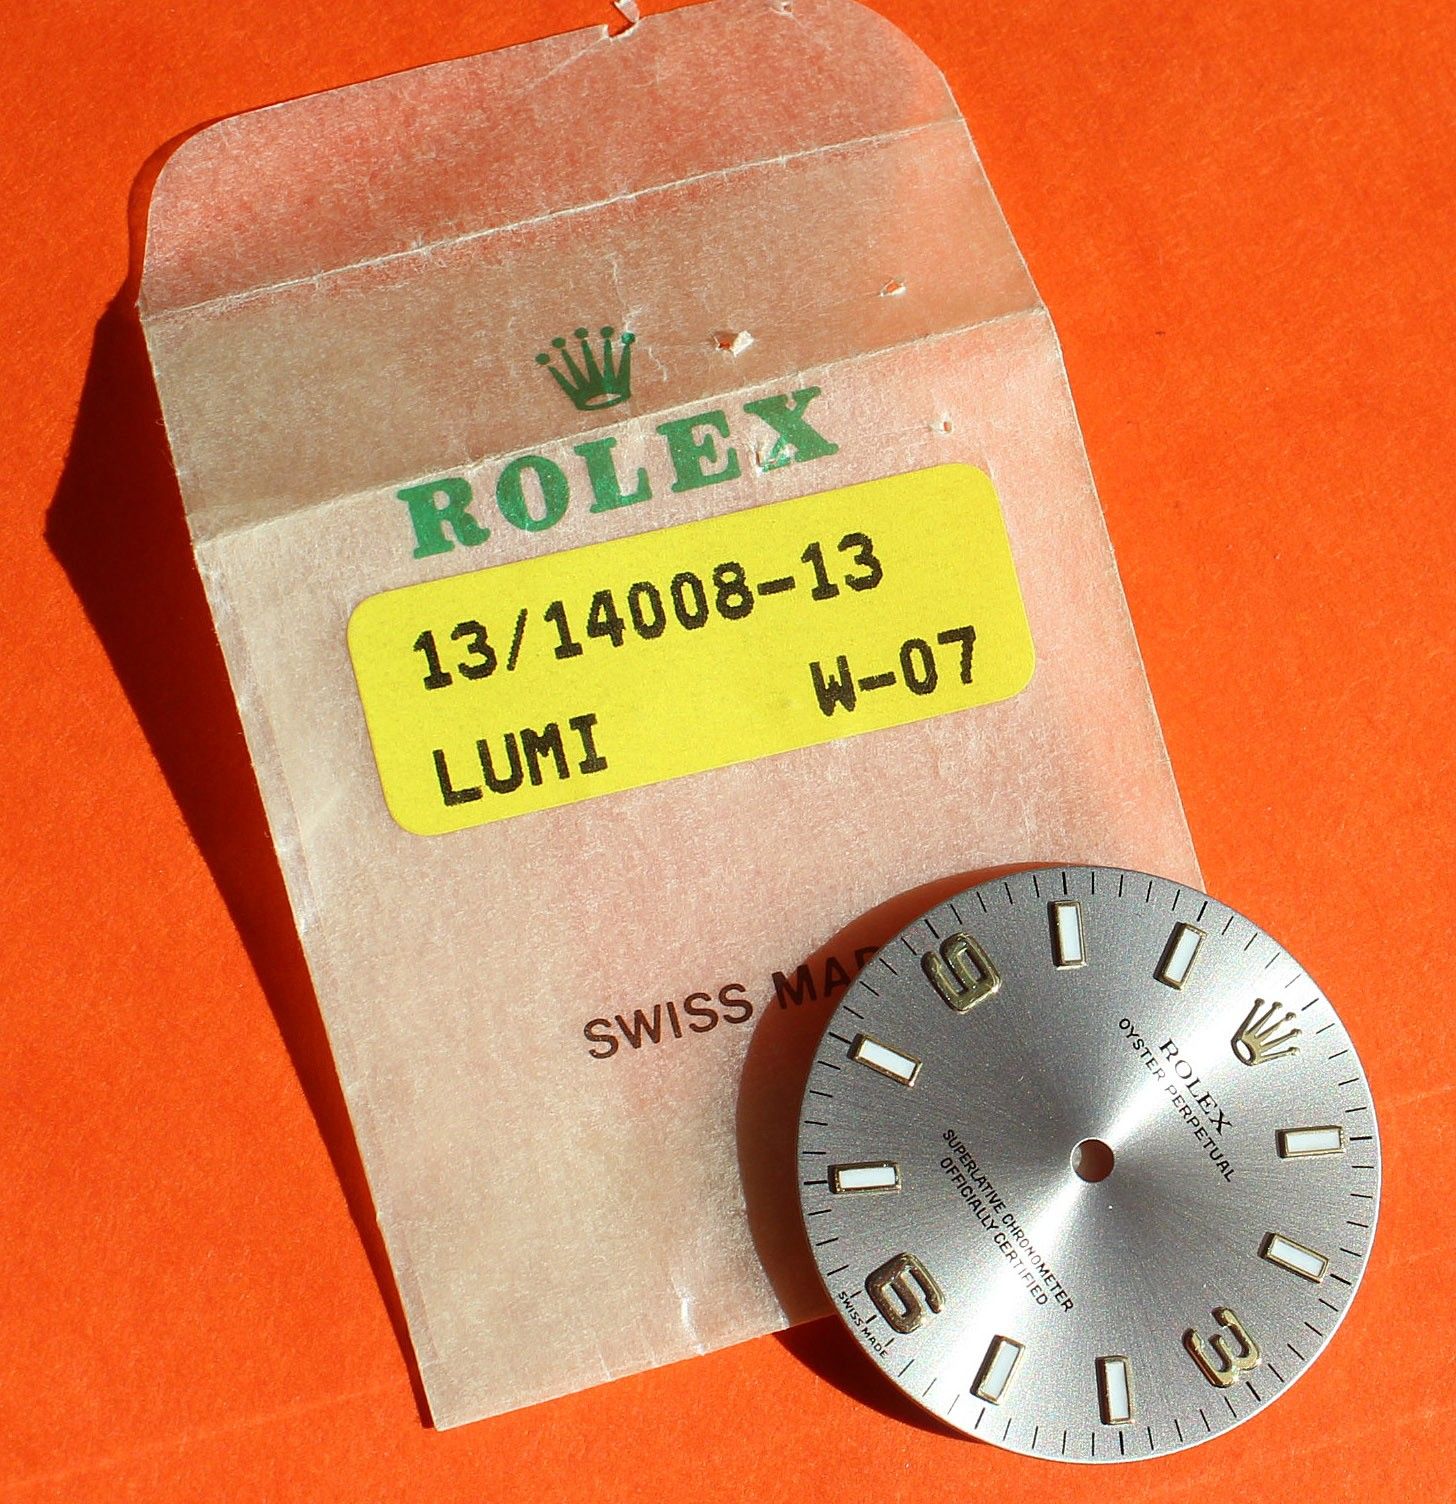 ROLEX
13/14008-13
LUMI W-07
SWISS MAD
9
ROLEX
OYSTER PERPETUAL
SUPERLATIVE CHRONOMETER
OFFICIALLY CERTIFIED
6
3
SWISS MADE